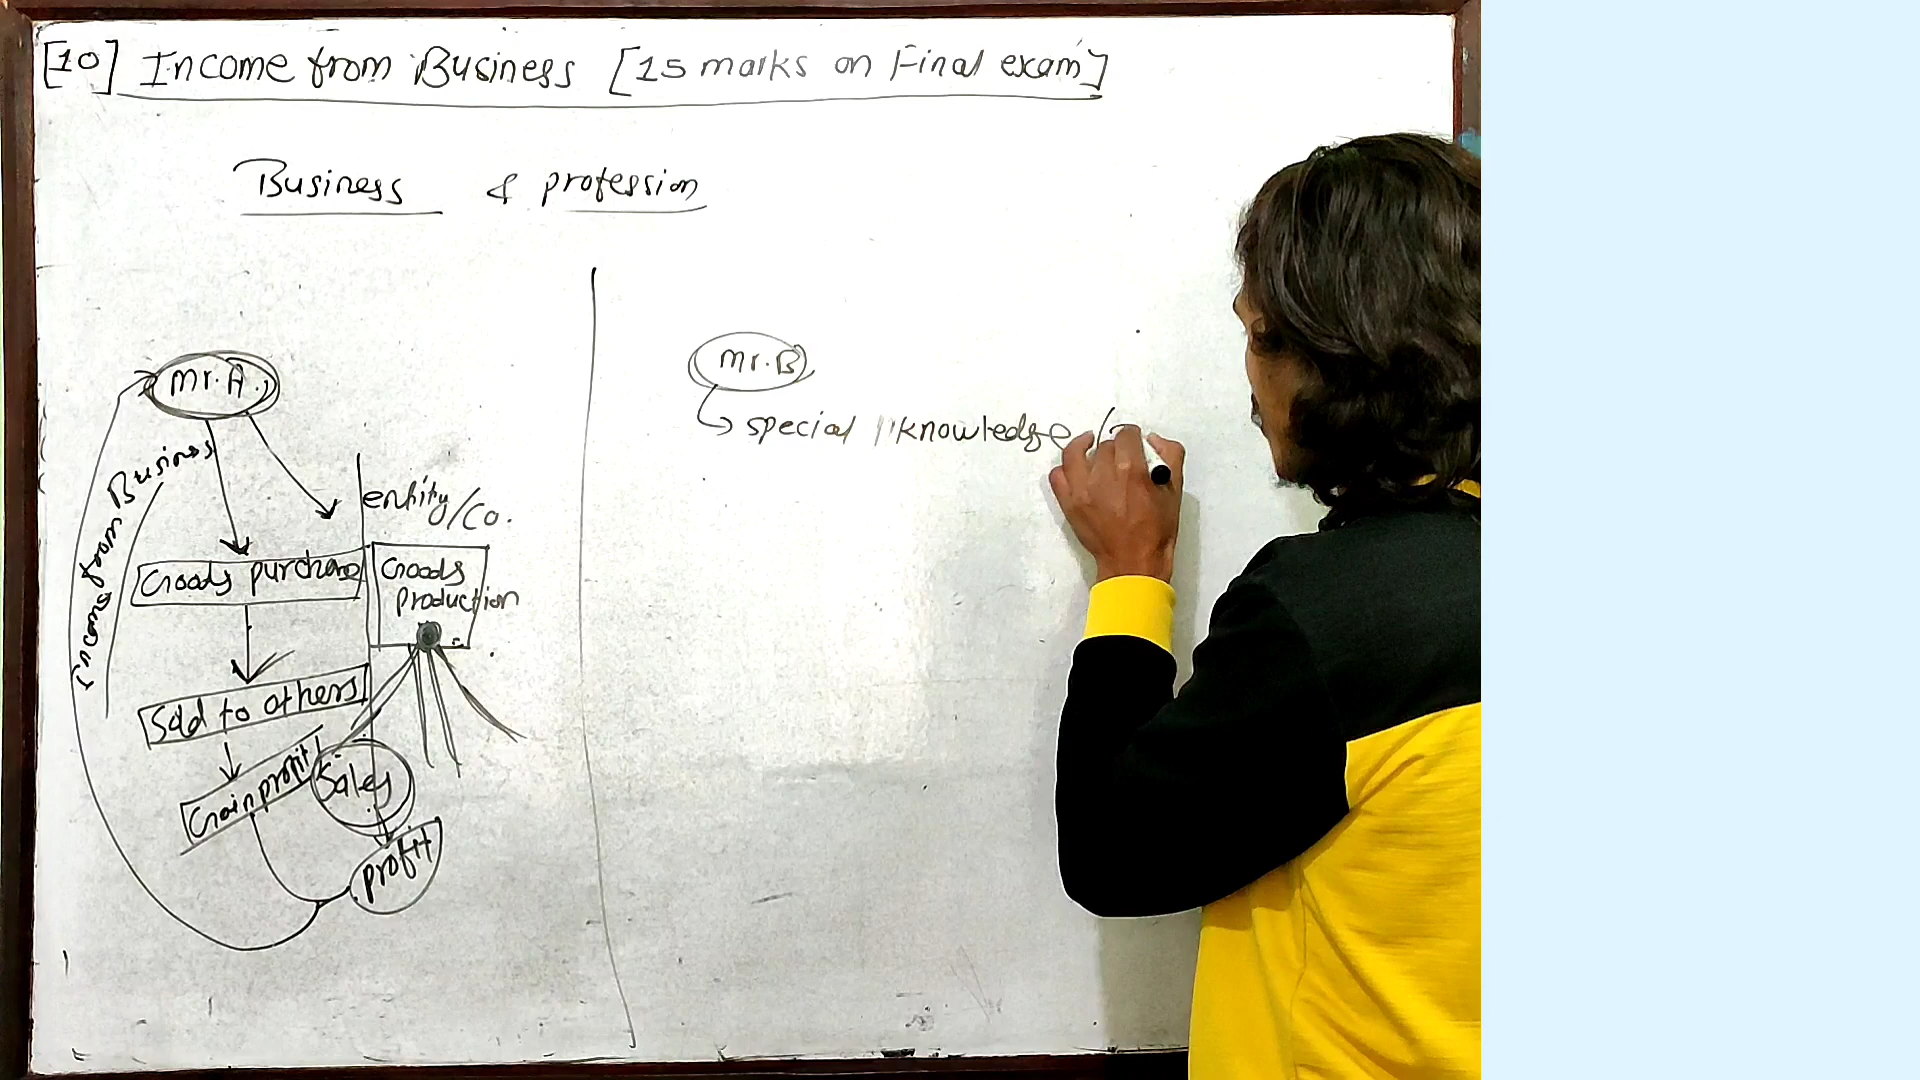 [10] Income from Business [15 marks on Final exam]
Business & profession
Mr. A.
Income from Business
entity/co.
Goods purchase
Goods
production
Sold to others
Gain profit
Sales
profit
Mr. B
special knowledge /